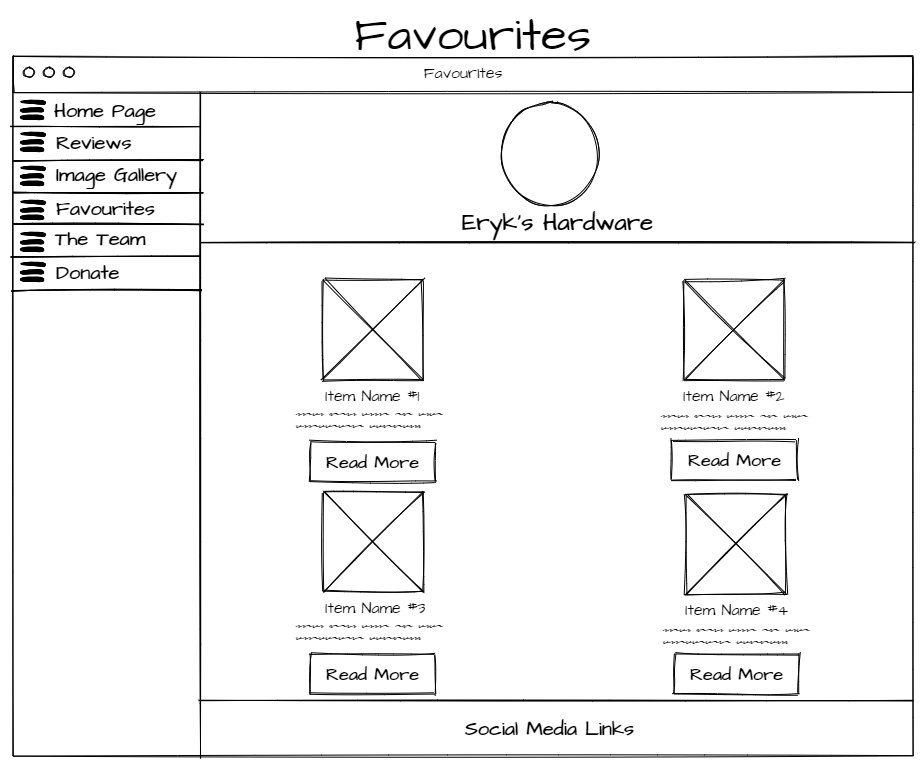 Favourites
Favourites
Home Page
Reviews
Image Gallery
Favourites
The Team
Donate
Eryk's Hardware
Item Name #1
Item Name #2
Read More
Read More
Item Name #3
Item Name #4
Read More
Read More
Social Media Links